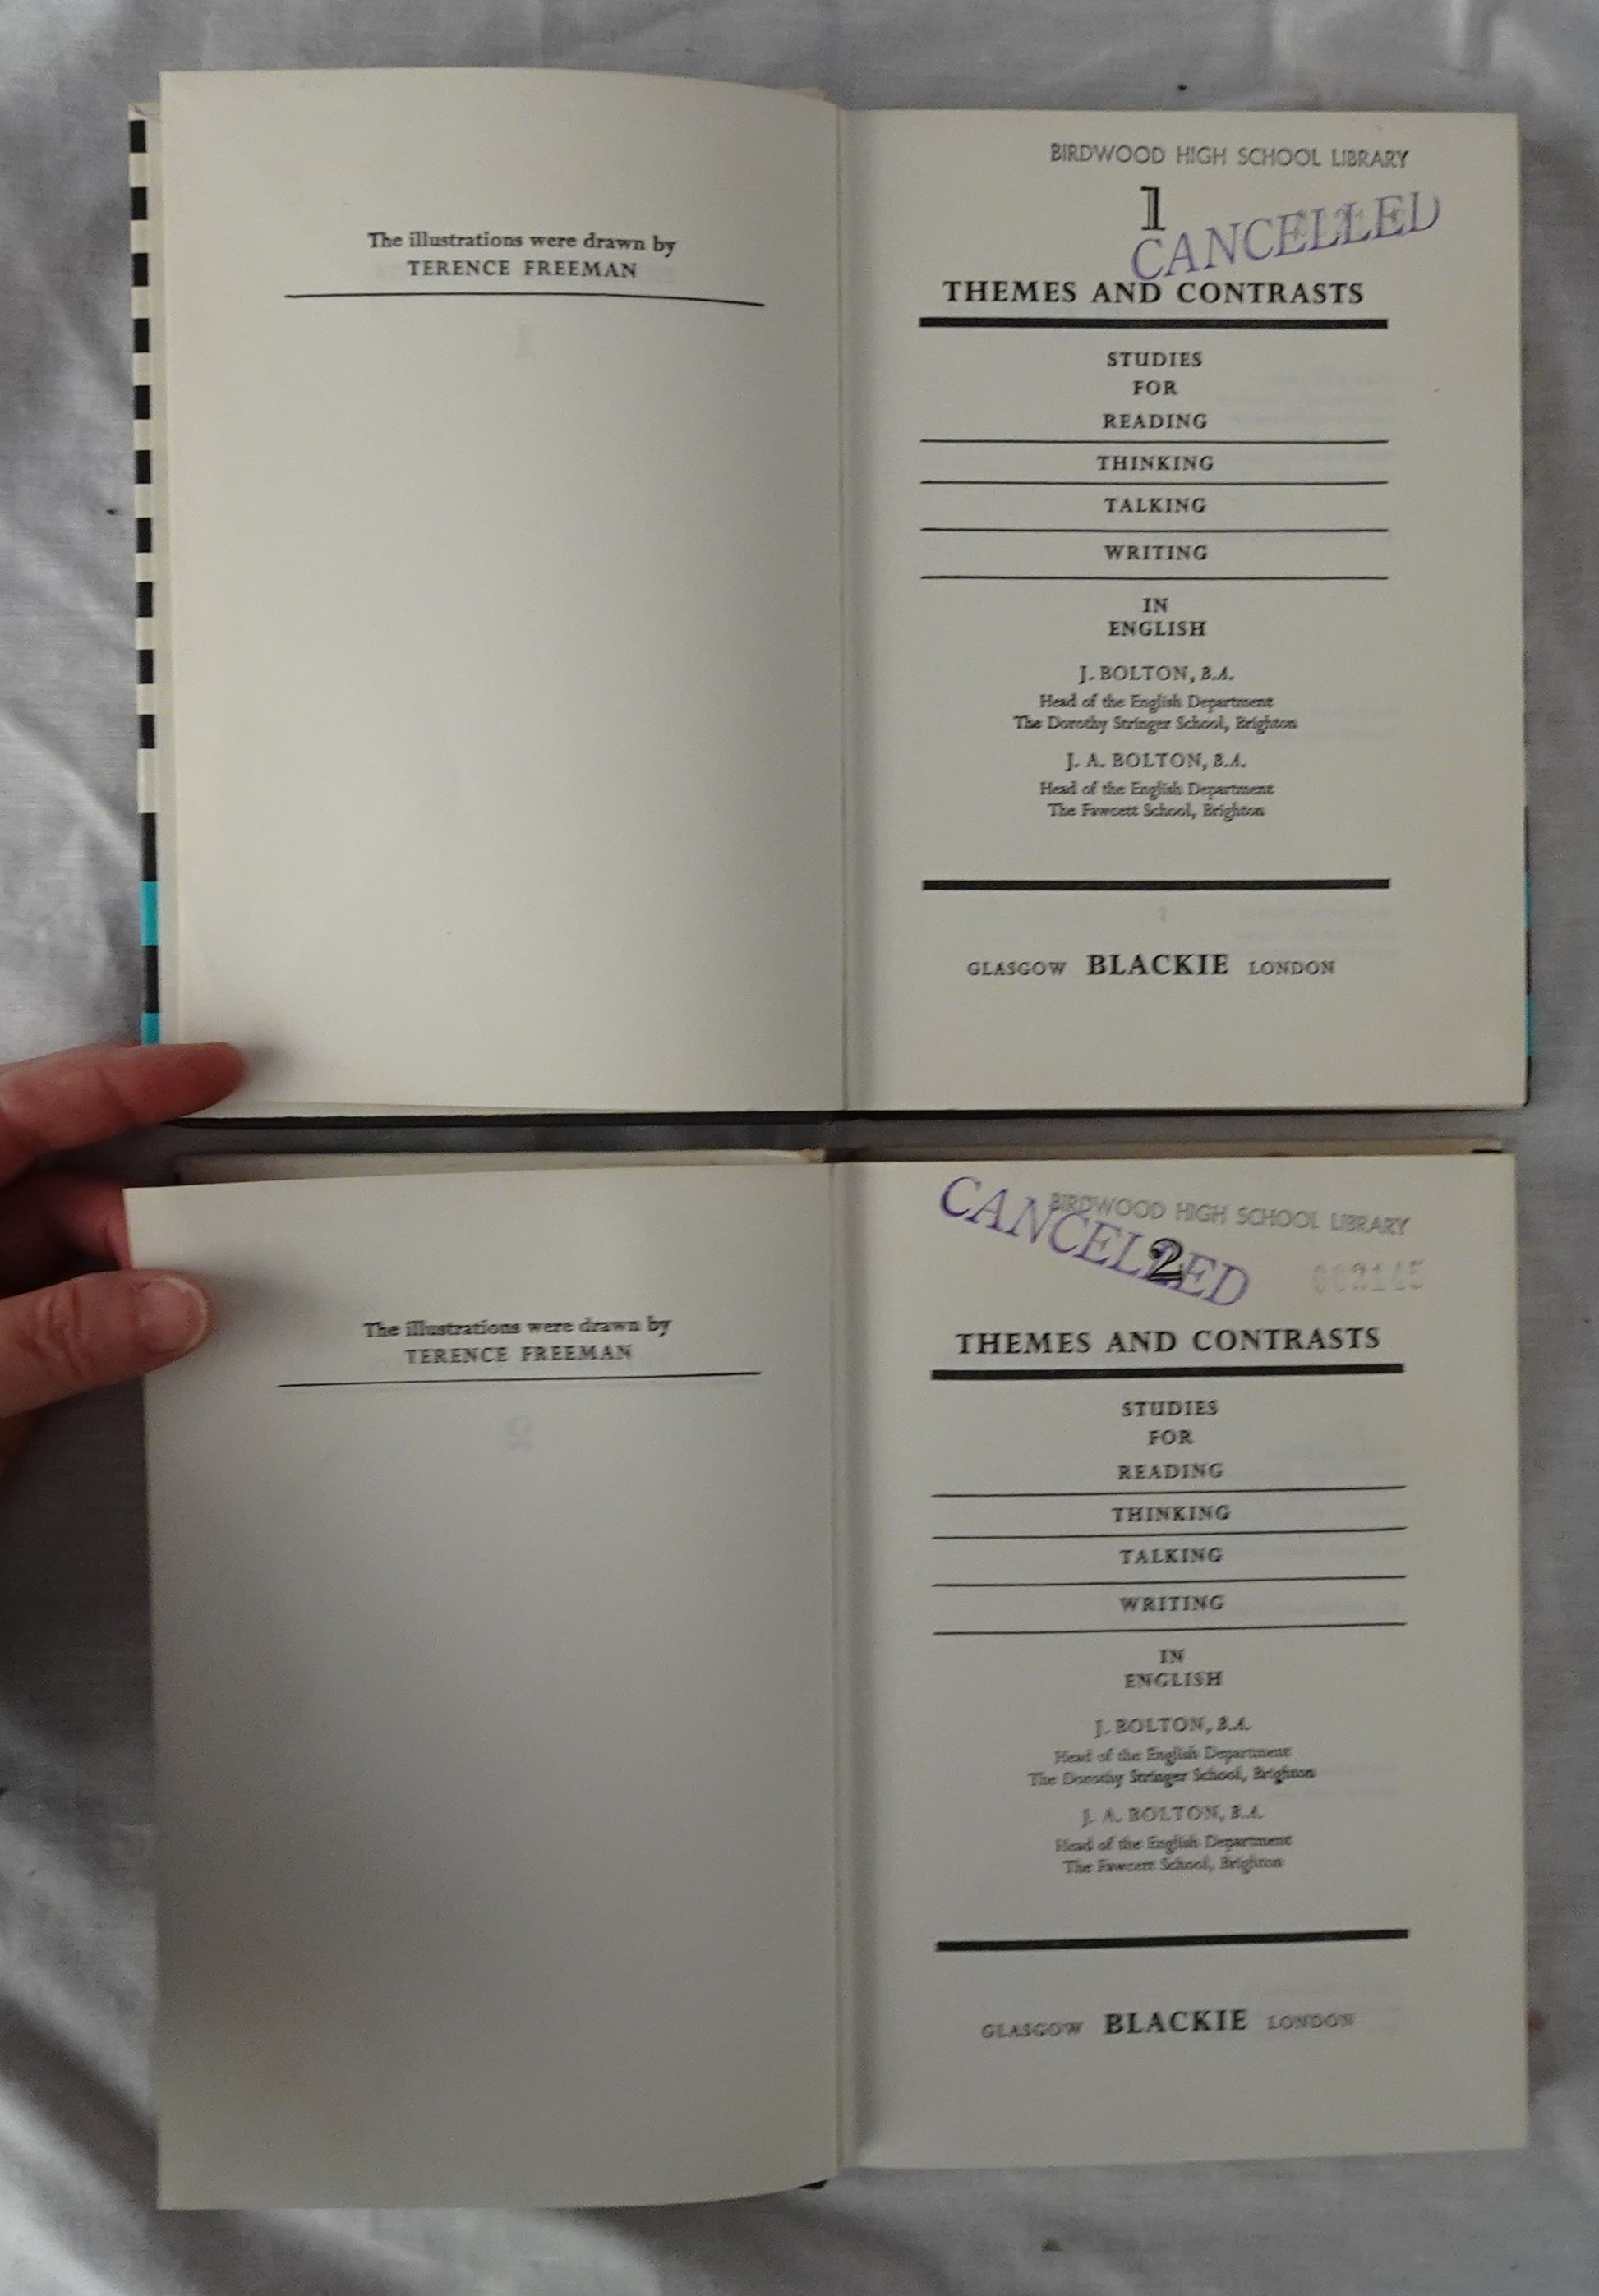 The illustrations were drawn by
TERENCE FREEMAN
BIRDWOOD HIGH SCHOOL LIBRARY
1
CANCELLED
THEMES AND CONTRASTS
STUDIES
FOR
READING
THINKING
TALKING
WRITING
IN
ENGLISH
J. BOLTON, B.A.
Head of the English Department
The Dorothy Stringer School, Brighton
J. A. BOLTON, B.A.
Head of the English Department
The Fawcett School, Brighton
GLASGOW BLACKIE LONDON
The illustrations were drawn by
TERENCE FREEMAN
CANCELLED
BIRDWOOD HIGH SCHOOL LIBRARY
2
THEMES AND CONTRASTS
STUDIES
FOR
READING
THINKING
TALKING
WRITING
IN
ENGLISH
J. BOLTON, B.A.
Head of the English Department
The Dorothy Stringer School, Brighton
J. A. BOLTON, B.A.
Head of the English Department
The Fawcett School, Brighton
GLASGOW BLACKIE LONDON